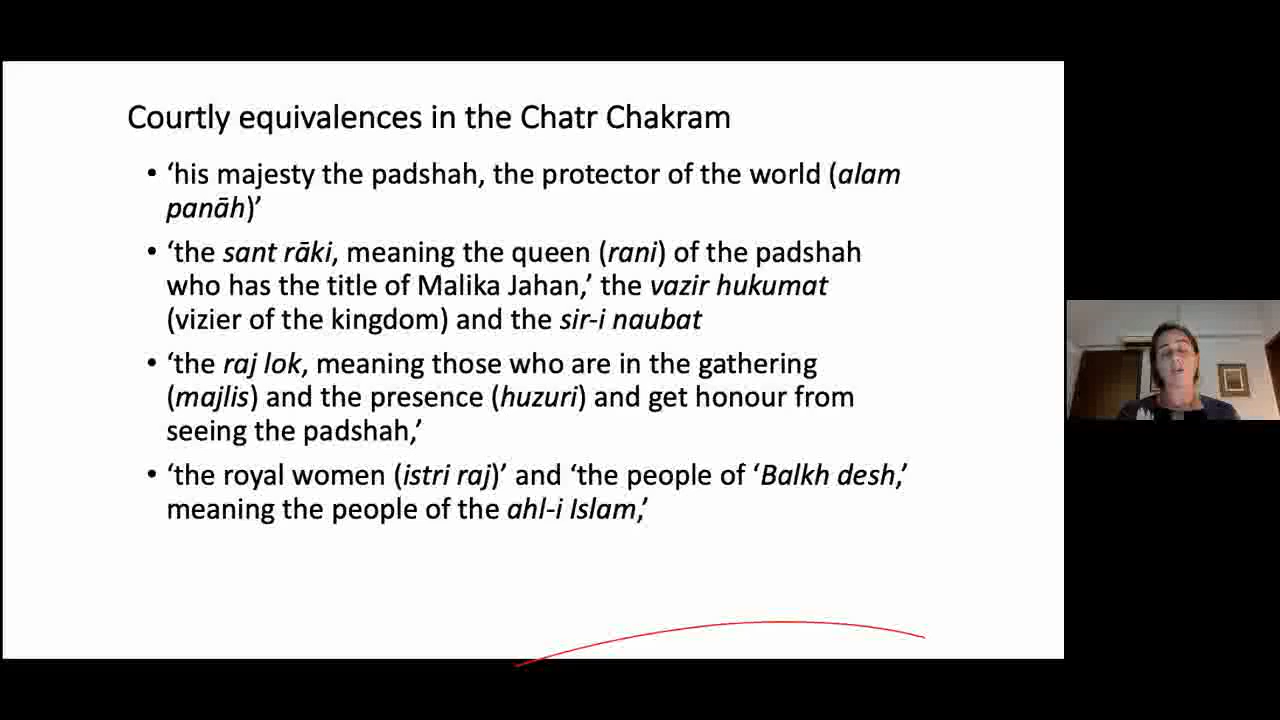 Courtly equivalences in the Chatr Chakram
• ‘his majesty the padshah, the protector of the world (alam
panāh)’
• ‘the sant rāki, meaning the queen (rani) of the padshah
who has the title of Malika Jahan,’ the vazir hukumat
(vizier of the kingdom) and the sir-i naubat
• ‘the raj lok, meaning those who are in the gathering
(majlis) and the presence (huzuri) and get honour from
seeing the padshah,’
• ‘the royal women (istri raj)’ and ‘the people of ‘Balkh desh,’
meaning the people of the ahl-i Islam,’